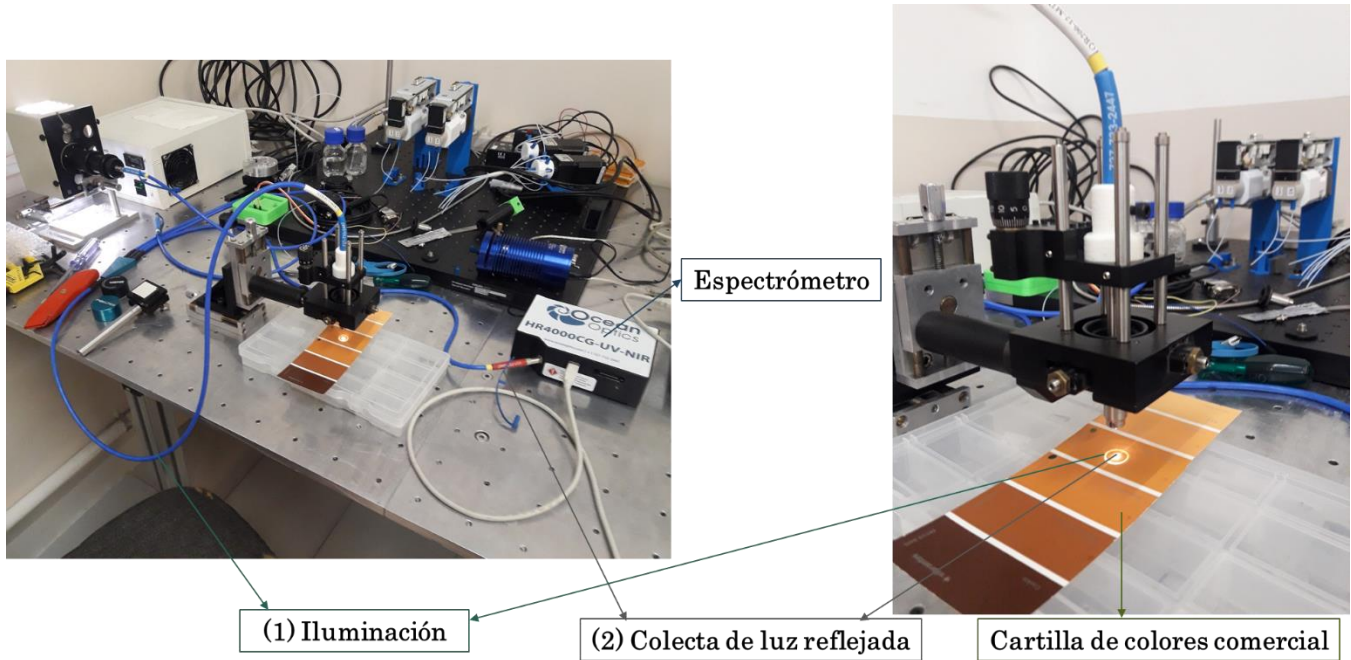 Espectrómetro
Ocean
Optics
HR4000CG-UV-NIR
(1) Iluminación
(2) Colecta de luz reflejada
Cartilla de colores comercial